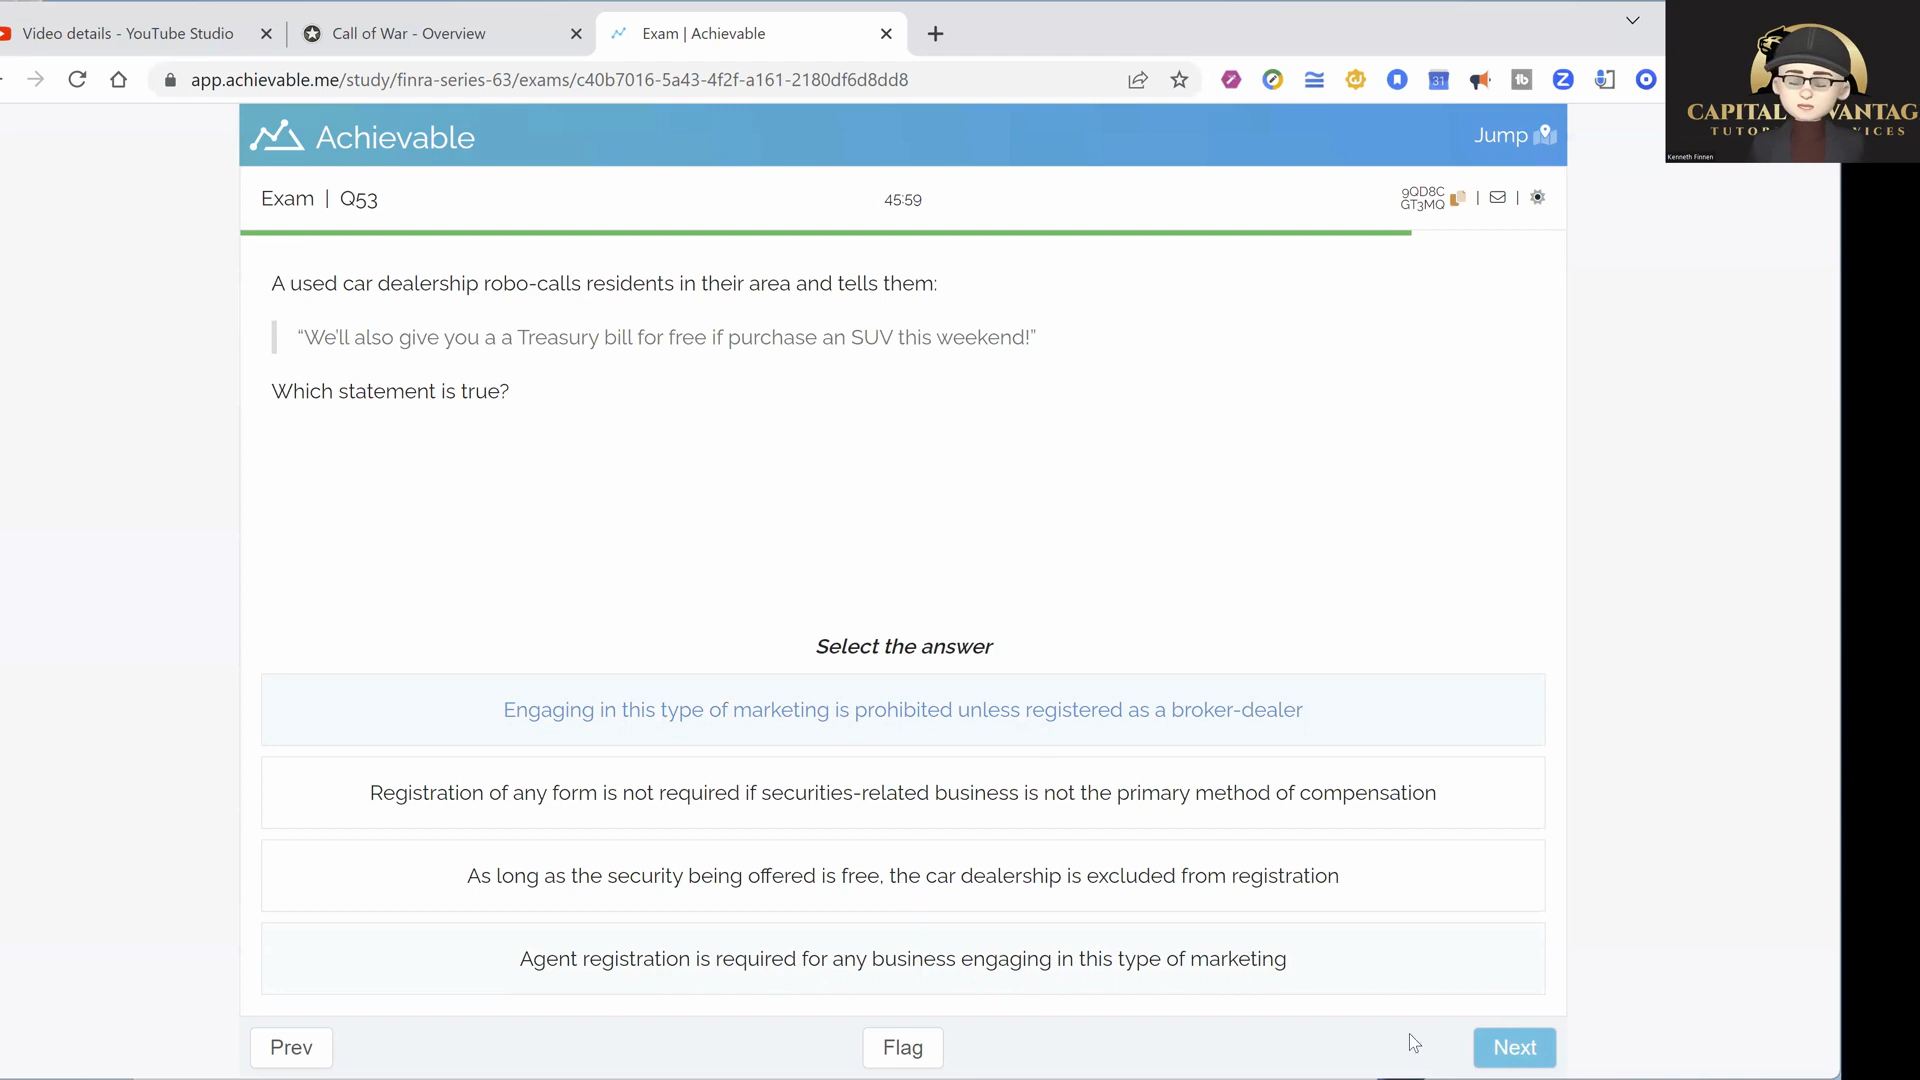 Video details - YouTube Studio
Call of War - Overview
Exam | Achievable
app.achievable.me/study/finra-series-63/exams/c40b7016-5a43-4f2f-a161-2180df6d8dd8
31
tb
Z
CAPITAL VANTAG
TUTO VICES
Kenneth Finnen
Achievable
Jump
Exam | Q53
45:59
9QD8C
GT3MQ
A used car dealership robo-calls residents in their area and tells them:
“We’ll also give you a a Treasury bill for free if purchase an SUV this weekend!”
Which statement is true?
Select the answer
Engaging in this type of marketing is prohibited unless registered as a broker-dealer
Registration of any form is not required if securities-related business is not the primary method of compensation
As long as the security being offered is free, the car dealership is excluded from registration
Agent registration is required for any business engaging in this type of marketing
Prev
Flag
Next